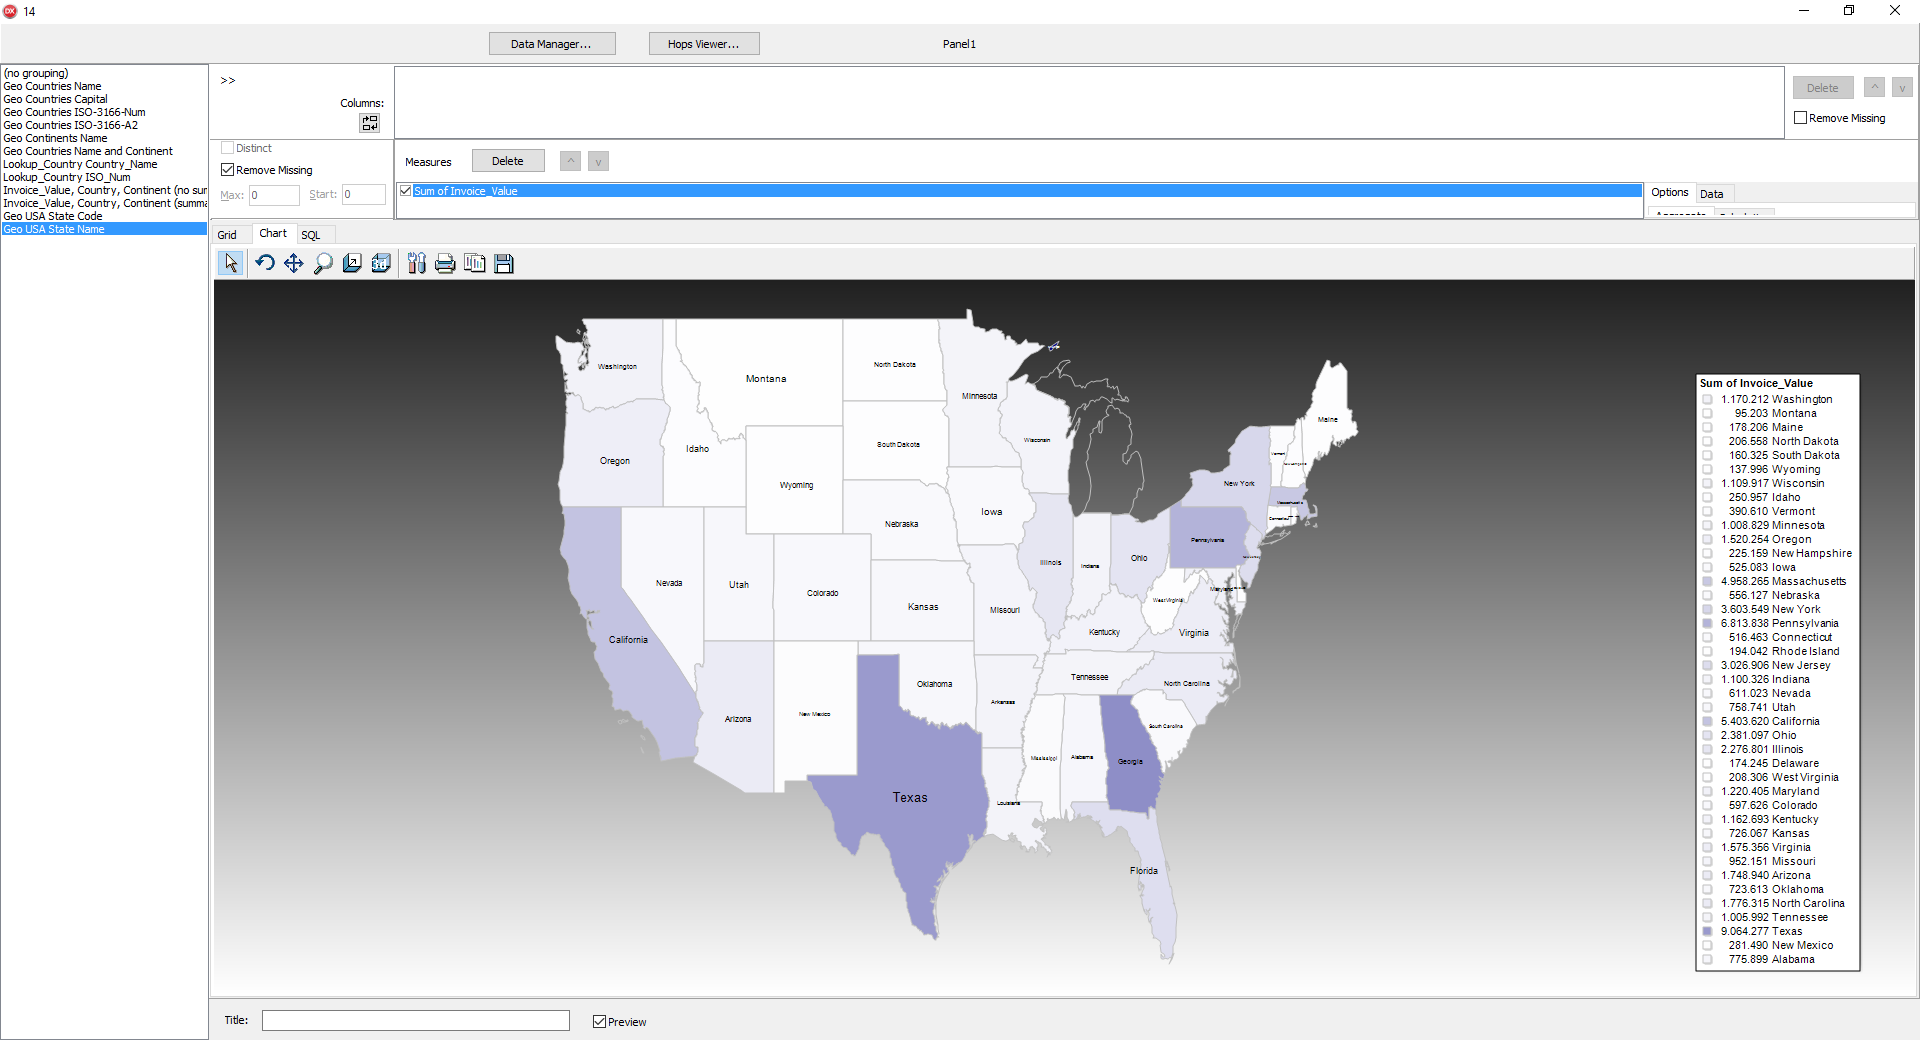 14
Data Manager...
Hops Viewer...
Panel1
(no grouping)
Geo Countries Name
Geo Countries Capital
Geo Countries ISO-3166-Num
Geo Countries ISO-3166-A2
Geo Continents Name
Geo Countries Name and Continent
Lookup_Country Country_Name
Lookup_Country ISO_Num
Invoice_Value, Country, Continent (no sur
Invoice_Value, Country, Continent (summa
Geo USA State Code
Geo USA State Name
>>
Columns:
Delete
^
v
Remove Missing
Distinct
Remove Missing
Max: 0
Start: 0
Measures
Delete
^
v
Sum of Invoice_Value
Options
Data
Grid
Chart
SQL
Washington
Montana
North Dakota
Minnesota
Maine
Idaho
South Dakota
Wisconsin
Vermont
Oregon
Wyoming
New York
Massachusetts
Iowa
Nebraska
Connecticut
Pennsylvania
Nevada
Utah
Colorado
Illinois
Indiana
Ohio
Maryland
West Virginia
Kansas
Missouri
California
Kentucky
Virginia
Oklahoma
Tennessee
North Carolina
Arizona
New Mexico
Arkansas
South Carolina
Mississippi
Alabama
Georgia
Texas
Louisiana
Florida
Sum of Invoice_Value
1.170.212 Washington
95.203 Montana
178.206 Maine
206.558 North Dakota
160.325 South Dakota
137.996 Wyoming
1.109.917 Wisconsin
250.957 Idaho
390.610 Vermont
1.008.829 Minnesota
1.520.254 Oregon
225.159 New Hampshire
525.083 Iowa
4.958.265 Massachusetts
556.127 Nebraska
3.603.549 New York
6.813.838 Pennsylvania
516.463 Connecticut
194.042 Rhode Island
3.026.906 New Jersey
1.100.326 Indiana
611.023 Nevada
758.741 Utah
5.403.620 California
2.381.097 Ohio
2.276.801 Illinois
174.245 Delaware
208.306 West Virginia
1.220.405 Maryland
597.626 Colorado
1.162.693 Kentucky
726.067 Kansas
1.575.356 Virginia
952.151 Missouri
1.748.940 Arizona
723.613 Oklahoma
1.776.315 North Carolina
1.005.992 Tennessee
9.064.277 Texas
281.490 New Mexico
775.899 Alabama
Title:
Preview